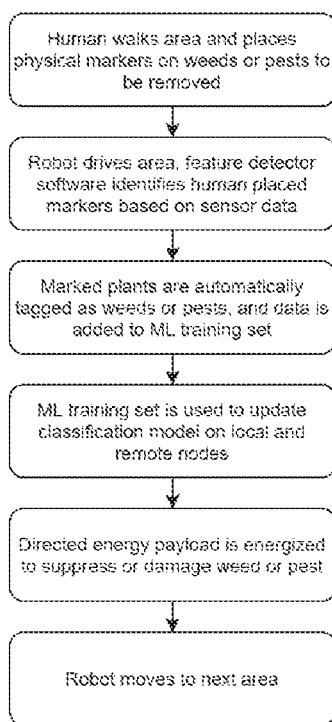 Human walks area and places
physical markers on weeds or pests to
be removed
Robot drives area, feature detector
software identifies human placed
markers based on sensor data
Marked plants are automatically
tagged as weeds or pests, and data is
added to ML training set
ML training set is used to update
classification model on local and
remote nodes
Directed energy payload is energized
to suppress or damage weed or pest
Robot moves to next area